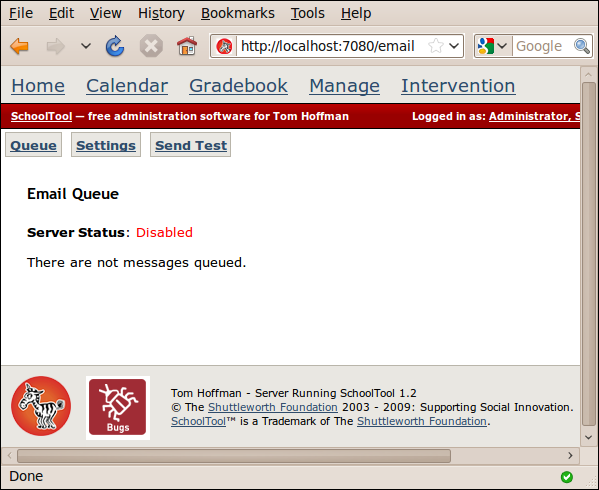 File Edit View History Bookmarks Tools Help
http://localhost:7080/email Google
Home Calendar Gradebook Manage Intervention
SchoolTool — free administration software for Tom Hoffman Logged in as: Administrator, S
Queue Settings Send Test
Email Queue
Server Status: Disabled
There are not messages queued.
Tom Hoffman - Server Running SchoolTool 1.2
© The Shuttleworth Foundation 2003 - 2009: Supporting Social Innovation.
SchoolTool™ is a Trademark of The Shuttleworth Foundation.
Bugs
Done